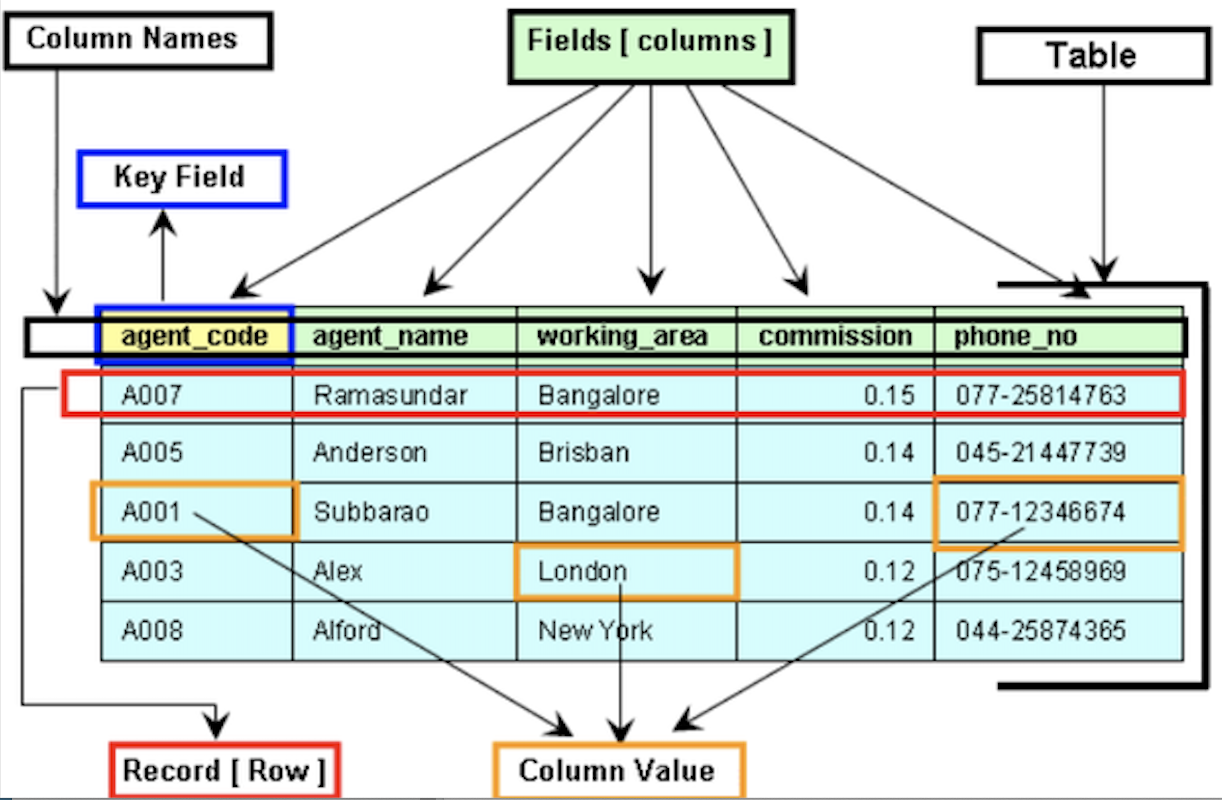 Column Names
Fields [ columns ]
Table
Key Field
agent_code agent_name working_area commission phone_no
A007 Ramasundar Bangalore 0.15 077-25814763
A005 Anderson Brisban 0.14 045-21447739
A001 Subbarao Bangalore 0.14 077-12346674
A003 Alex London 0.12 075-12458969
A008 Alford New York 0.12 044-25874365
Record [ Row ]
Column Value